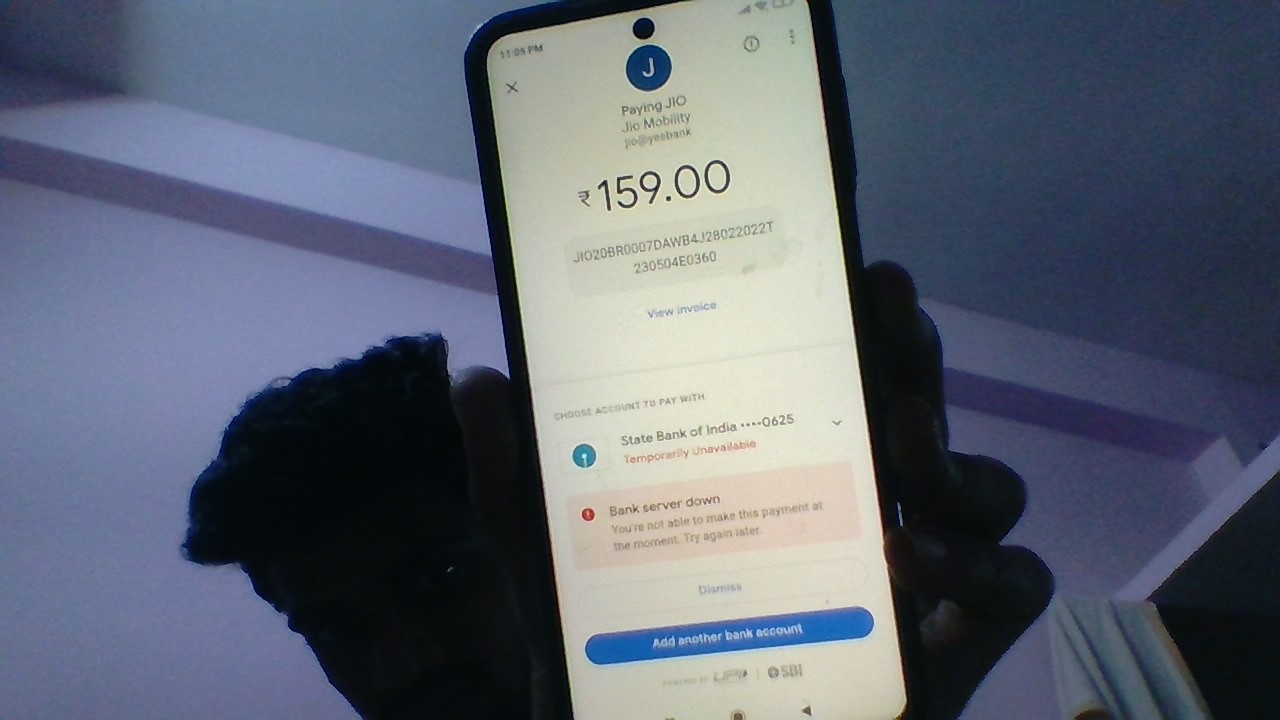 11:05 PM
J
Paying JIO
Jio Mobility
jio@yesbank
₹159.00
JIO20BR0007DAWB4J28022022T
230504E0360
View invoice
CHOOSE ACCOUNT TO PAY WITH
State Bank of India ····0625
Temporarily Unavailable
Bank server down
You're not able to make this payment at
the moment. Try again later.
Dismiss
Add another bank account
POWERED BY UPI | SBI